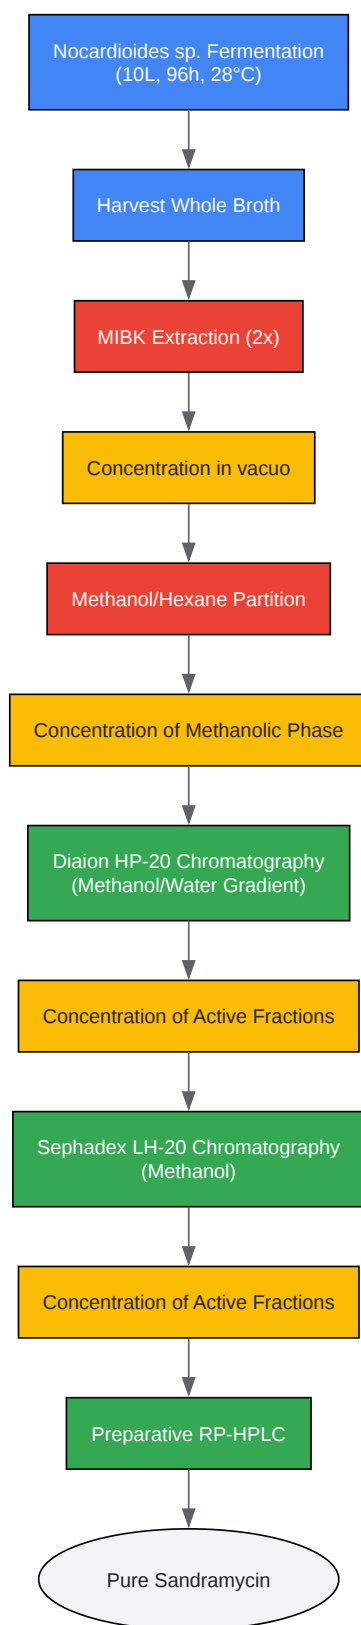 Nocardioides sp. Fermentation
(10L, 96h, 28°C)
Harvest Whole Broth
MIBK Extraction (2x)
Concentration in vacuo
Methanol/Hexane Partition
Concentration of Methanolic Phase
Diaion HP-20 Chromatography
(Methanol/Water Gradient)
Concentration of Active Fractions
Sephadex LH-20 Chromatography
(Methanol)
Concentration of Active Fractions
Preparative RP-HPLC
Pure Sandramycin